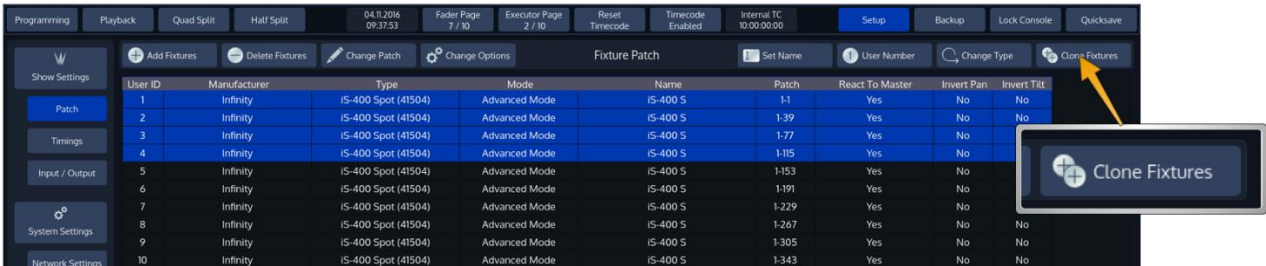 Programming Playback Quad Split Half Split 04.11.2016 Fader Page Executor Page Reset Timecode Internal TC Setup Backup Lock Console Quicksave
09:37:53 7 / 10 2 / 10 Timecode Enabled 10:00:00:00
Show Settings
Add Fixtures Delete Fixtures Change Patch Change Options Fixture Patch Set Name User Number Change Type Clone Fixtures
User ID Manufacturer Type Mode Name Patch React To Master Invert Pan Invert Tilt
1 Infinity iS-400 Spot (41504) Advanced Mode iS-400 S 1-1 Yes No No
Patch
2 Infinity iS-400 Spot (41504) Advanced Mode iS-400 S 1-39 Yes No No
3 Infinity iS-400 Spot (41504) Advanced Mode iS-400 S 1-77 Yes No
Timings
4 Infinity iS-400 Spot (41504) Advanced Mode iS-400 S 1-115 Yes No
5 Infinity iS-400 Spot (41504) Advanced Mode iS-400 S 1-153 Yes No
Input / Output
6 Infinity iS-400 Spot (41504) Advanced Mode iS-400 S 1-191 Yes No
7 Infinity iS-400 Spot (41504) Advanced Mode iS-400 S 1-229 Yes No
Clone Fixtures
System Settings
8 Infinity iS-400 Spot (41504) Advanced Mode iS-400 S 1-267 Yes No No
9 Infinity iS-400 Spot (41504) Advanced Mode iS-400 S 1-305 Yes No No
Network Settings
10 Infinity iS-400 Spot (41504) Advanced Mode iS-400 S 1-343 Yes No No